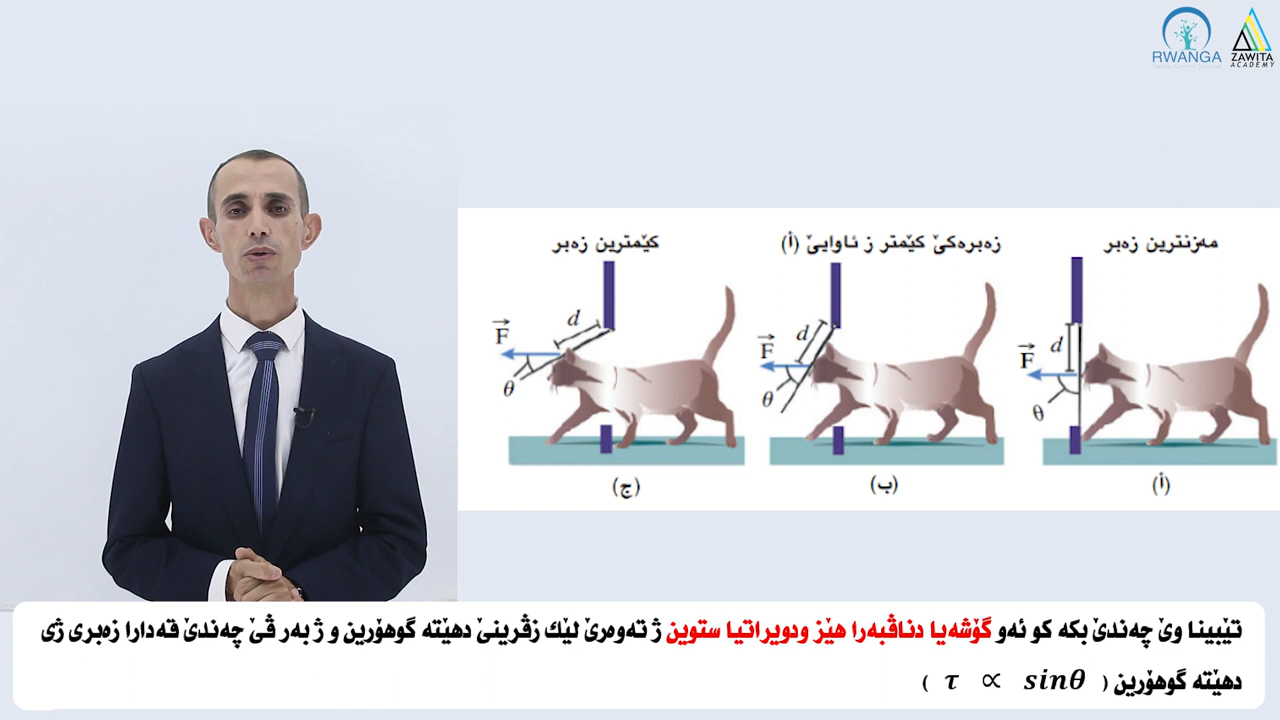 RWANGA
ZAWITA
ACADEMY
مەزنترین زەبر
زەبرەکێ کێمتر ز ئاوایێ (أ)
کێمترین زەبر
F d θ
F d θ
F d θ
(أ)
(ب)
(ج)
تێبینا وێ چەندێ بکە کو ئەو گۆشەیا دناڤبەرا هێز ودویراتیا ستوین ژ تەوەرێ لێك زڤرینێ دهێتە گوهۆرین و ژ بەر ڤێ چەندێ قەدارا زەبری ژی
دهێتە گوهۆرین ( τ ∝ sinθ )